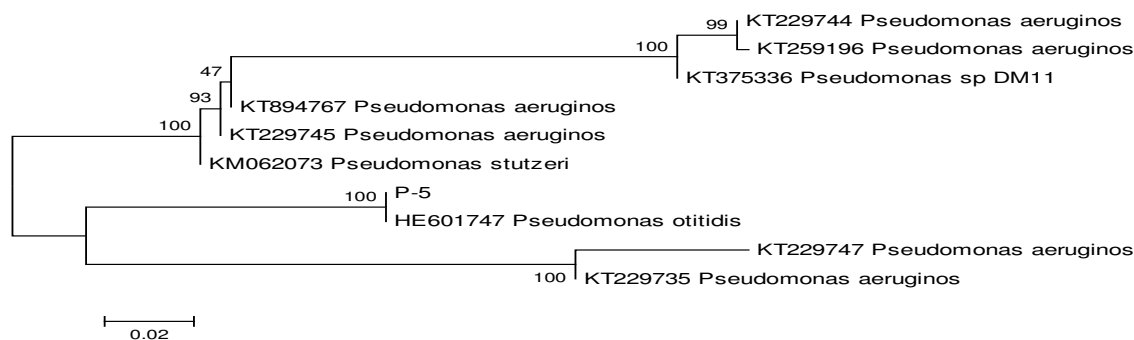 99
KT229744 Pseudomonas aeruginos
KT259196 Pseudomonas aeruginos
100
KT375336 Pseudomonas sp DM11
47
KT894767 Pseudomonas aeruginos
93
KT229745 Pseudomonas aeruginos
100
KM062073 Pseudomonas stutzeri
100
P-5
HE601747 Pseudomonas otitidis
KT229747 Pseudomonas aeruginos
100
KT229735 Pseudomonas aeruginos
0.02